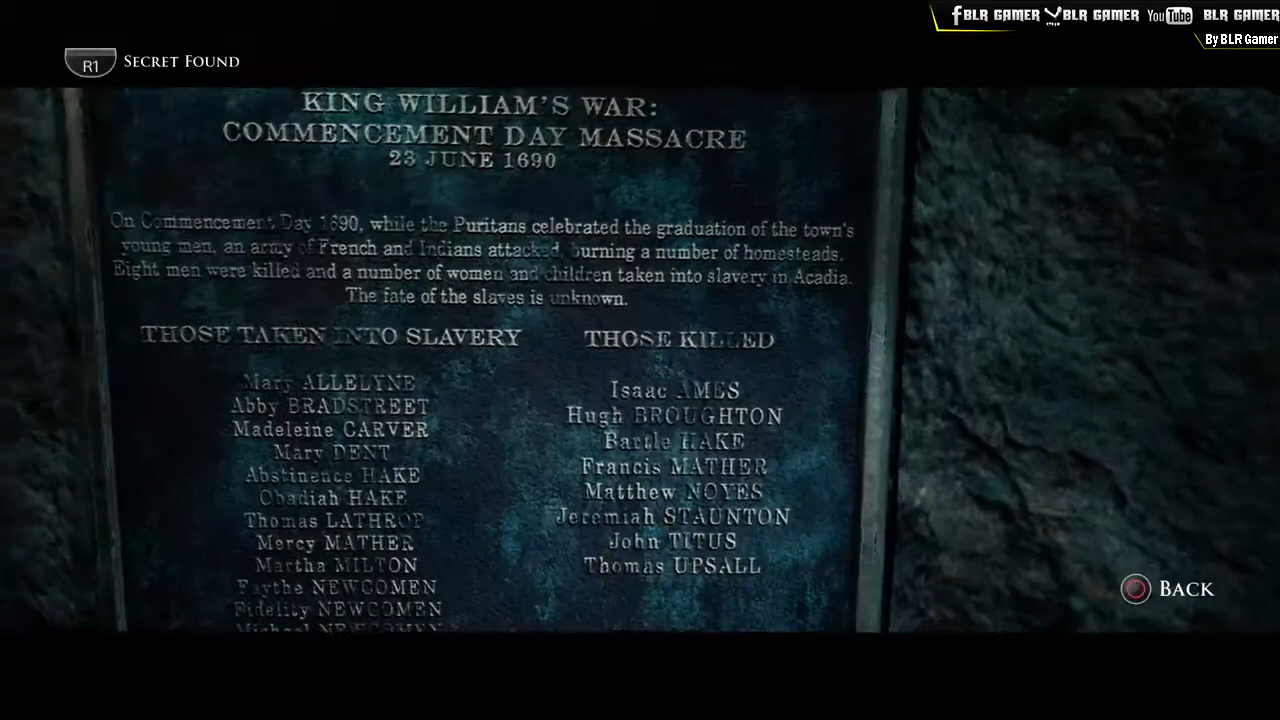 BLR GAMER BLR GAMER YouTube BLR GAMER
By BLR Gamer
R1 SECRET FOUND
KING WILLIAM'S WAR:
COMMENCEMENT DAY MASSACRE
23 JUNE 1690
On Commencement Day 1690, while the Puritans celebrated the graduation of the town's
young men, an army of French and Indians attacked, burning a number of homesteads.
Eight men were killed and a number of women and children taken into slavery in Acadia.
The fate of the slaves is unknown.
THOSE TAKEN INTO SLAVERY
Mary ALLELYNE
Abby BRADSTREET
Madeleine CARVER
Mary DENT
Abstinence HAKE
Obadiah HAKE
Thomas LATHROP
Mercy MATHER
Martha MILTON
Faythe NEWCOMEN
Fidelity NEWCOMEN
Michael NEWCOMEN
THOSE KILLED
Isaac AMES
Hugh BROUGHTON
Bartle HAKE
Francis MATHER
Matthew NOYES
Jeremiah STAUNTON
John TITUS
Thomas UPSALL
BACK